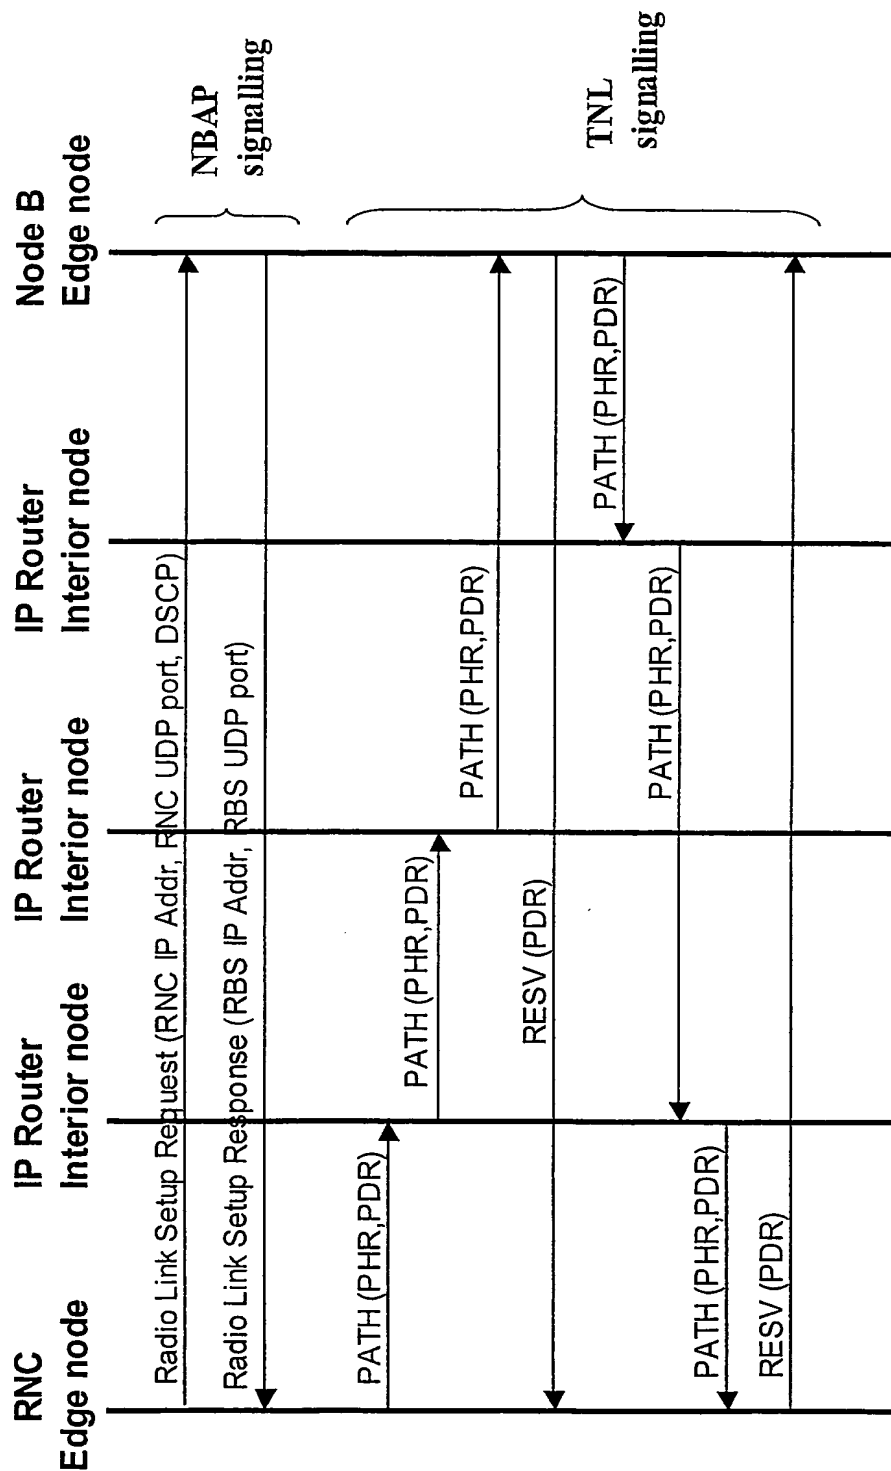 RNC
Edge node
IP Router
Interior node
IP Router
Interior node
IP Router
Interior node
Node B
Edge node
Radio Link Setup Request (RNC IP Addr, RNC UDP port, DSCP)
Radio Link Setup Response (RBS IP Addr, RBS UDP port)
NBAP
signalling
PATH (PHR,PDR)
PATH (PHR,PDR)
PATH (PHR,PDR)
RESV (PDR)
PATH (PHR,PDR)
PATH (PHR,PDR)
PATH (PHR,PDR)
RESV (PDR)
TNL
signalling